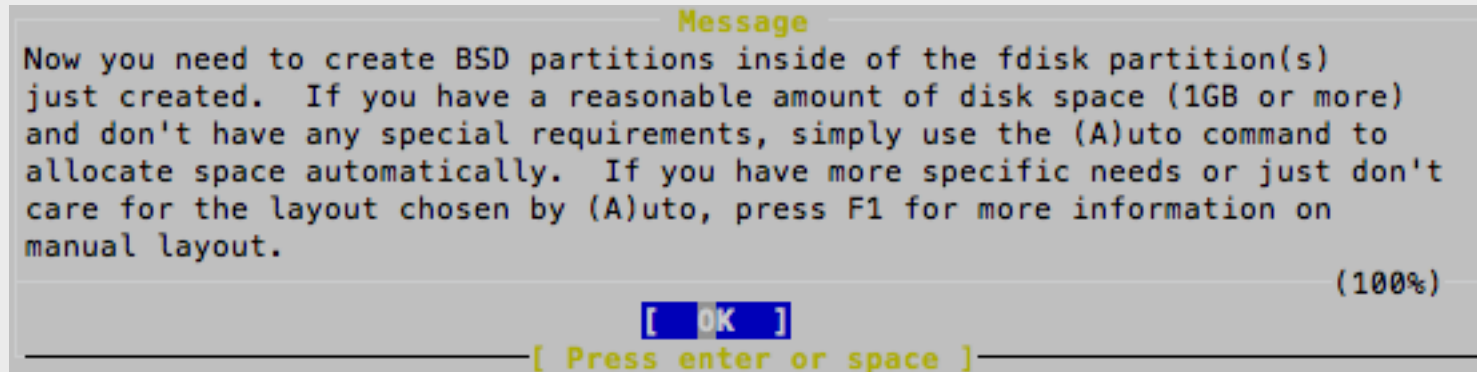 Message
Now you need to create BSD partitions inside of the fdisk partition(s)
just created.  If you have a reasonable amount of disk space (1GB or more)
and don't have any special requirements, simply use the (A)uto command to
allocate space automatically.  If you have more specific needs or just don't
care for the layout chosen by (A)uto, press F1 for more information on
manual layout.
(100%)
[  OK  ]
[ Press enter or space ]